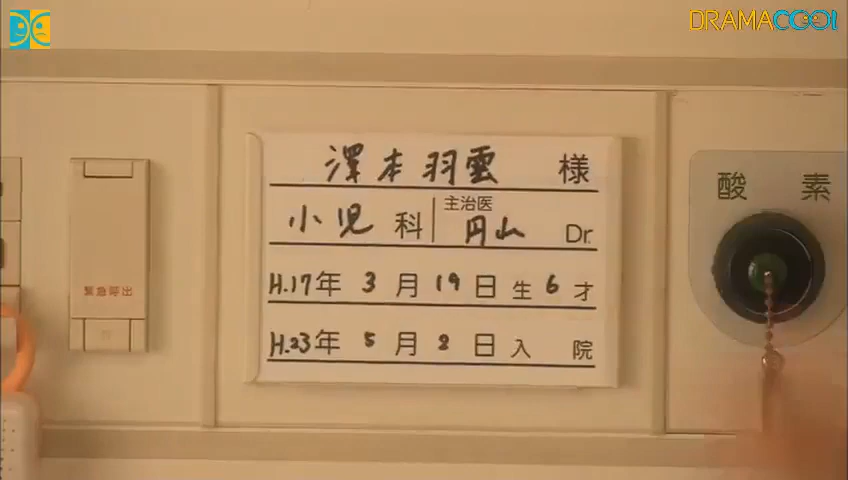 DRAMACOOL
澤本羽雲 様
小児科 主治医 円山 Dr.
H.17年 3月 19日生 6才
H.23年 5月 2日入院
緊急呼出
酸素